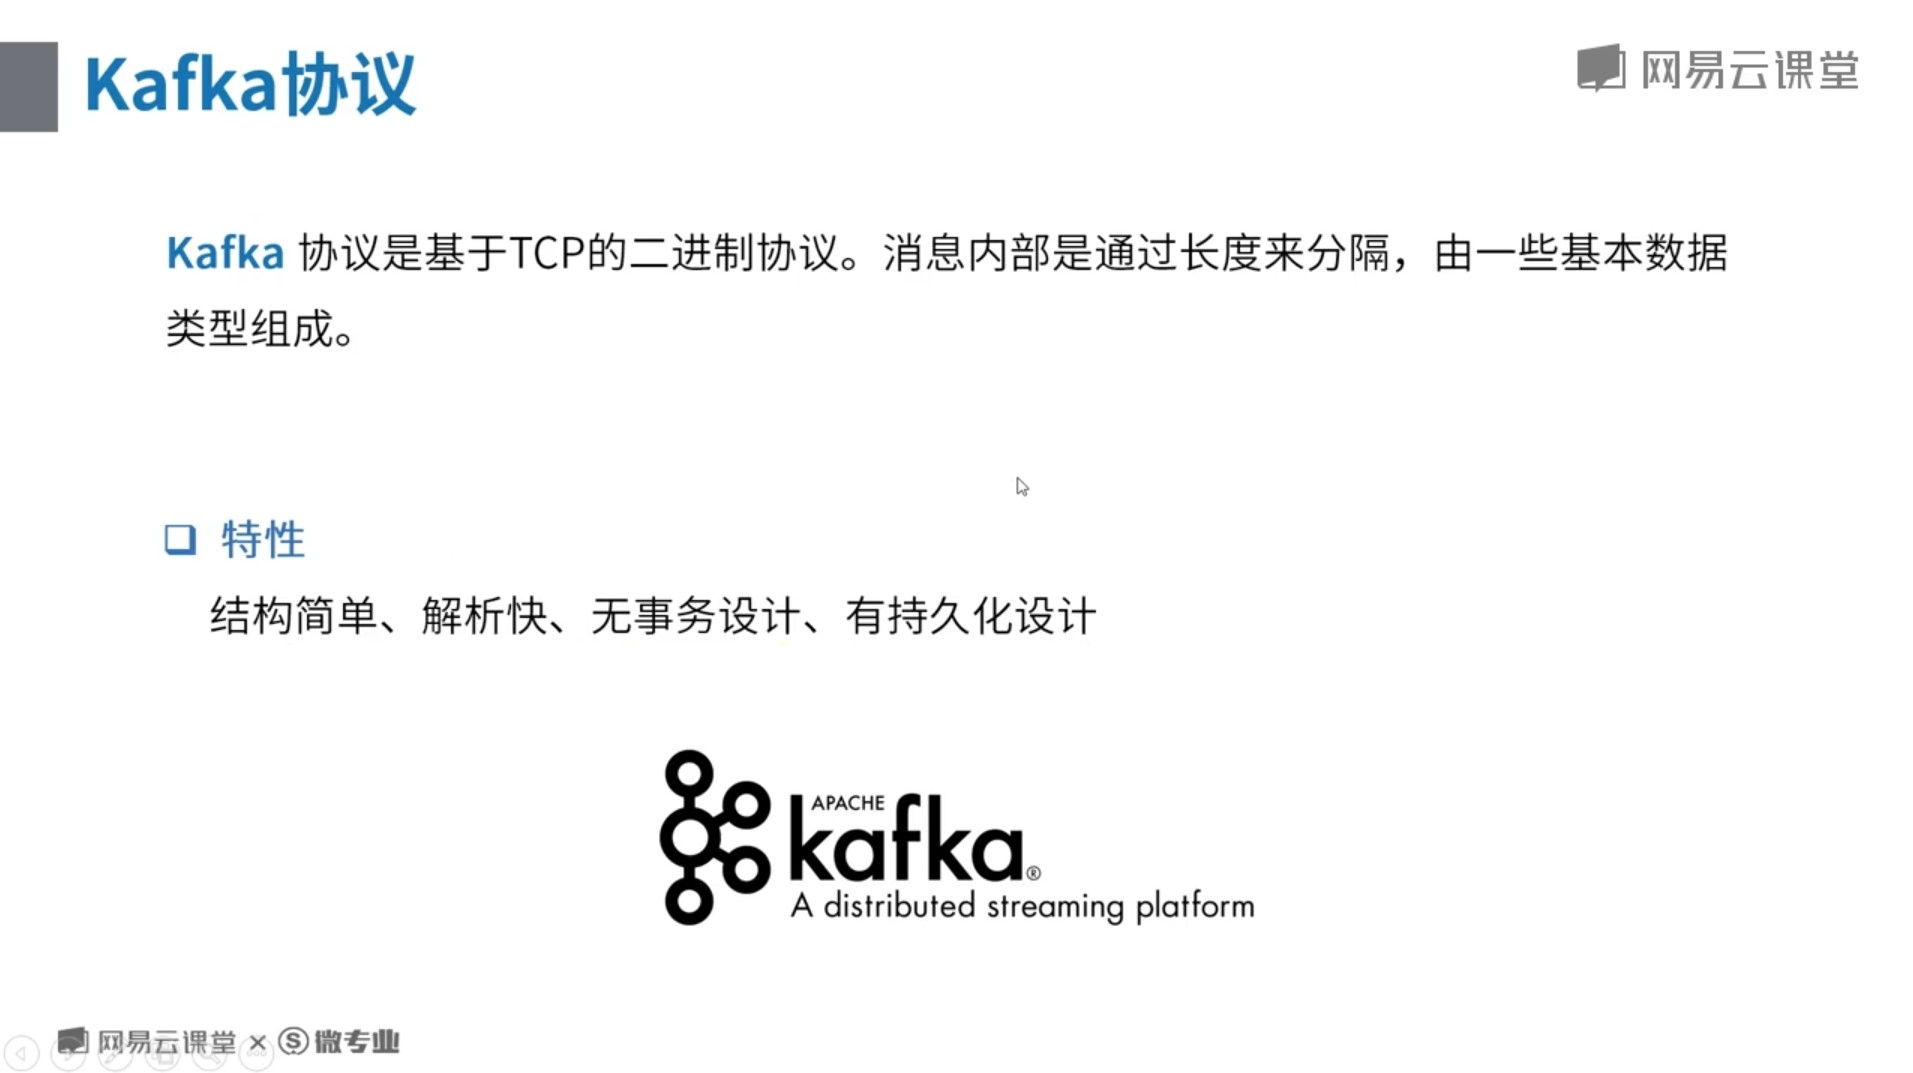 Kafka协议
网易云课堂
Kafka 协议是基于TCP的二进制协议。消息内部是通过长度来分隔，由一些基本数据
类型组成。
特性
结构简单、解析快、无事务设计、有持久化设计
APACHE
kafka®
A distributed streaming platform
网易云课堂 × 微专业